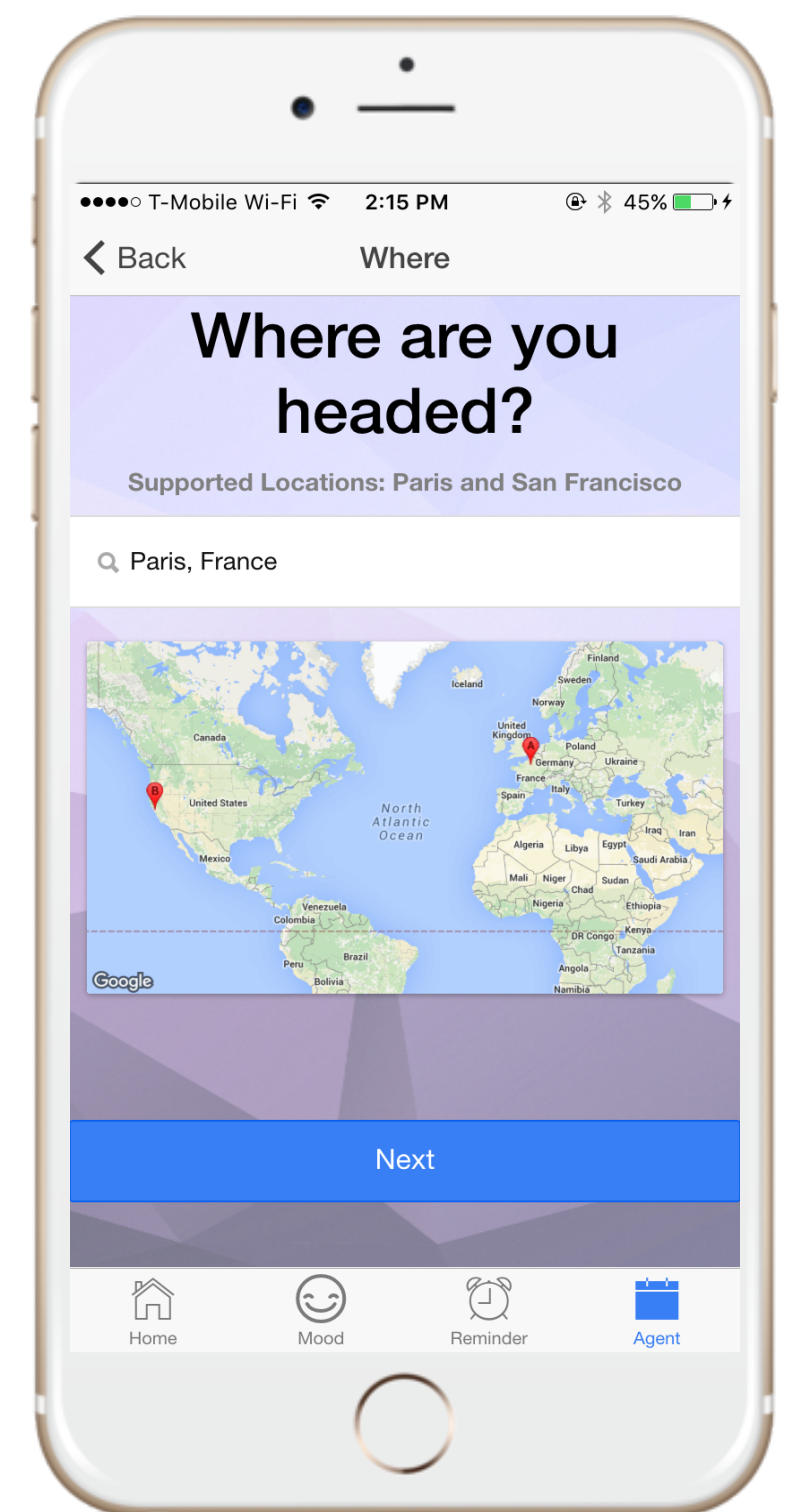 T-Mobile Wi-Fi 2:15 PM 45%
Back Where
Where are you
headed?
Supported Locations: Paris and San Francisco
Paris, France
Finland
Iceland
Sweden
Norway
United
Kingdom
Canada
A
Poland
Germany
Ukraine
France
B
United States
Spain
Italy
Turkey
North
Atlantic
Ocean
Iraq
Iran
Algeria
Libya
Egypt
Saudi Arabia
Mexico
Mali
Niger
Chad
Sudan
Venezuela
Nigeria
Ethiopia
Colombia
DR Congo
Kenya
Tanzania
Brazil
Peru
Angola
Bolivia
Namibia
Google
Next
Home Mood Reminder Agent